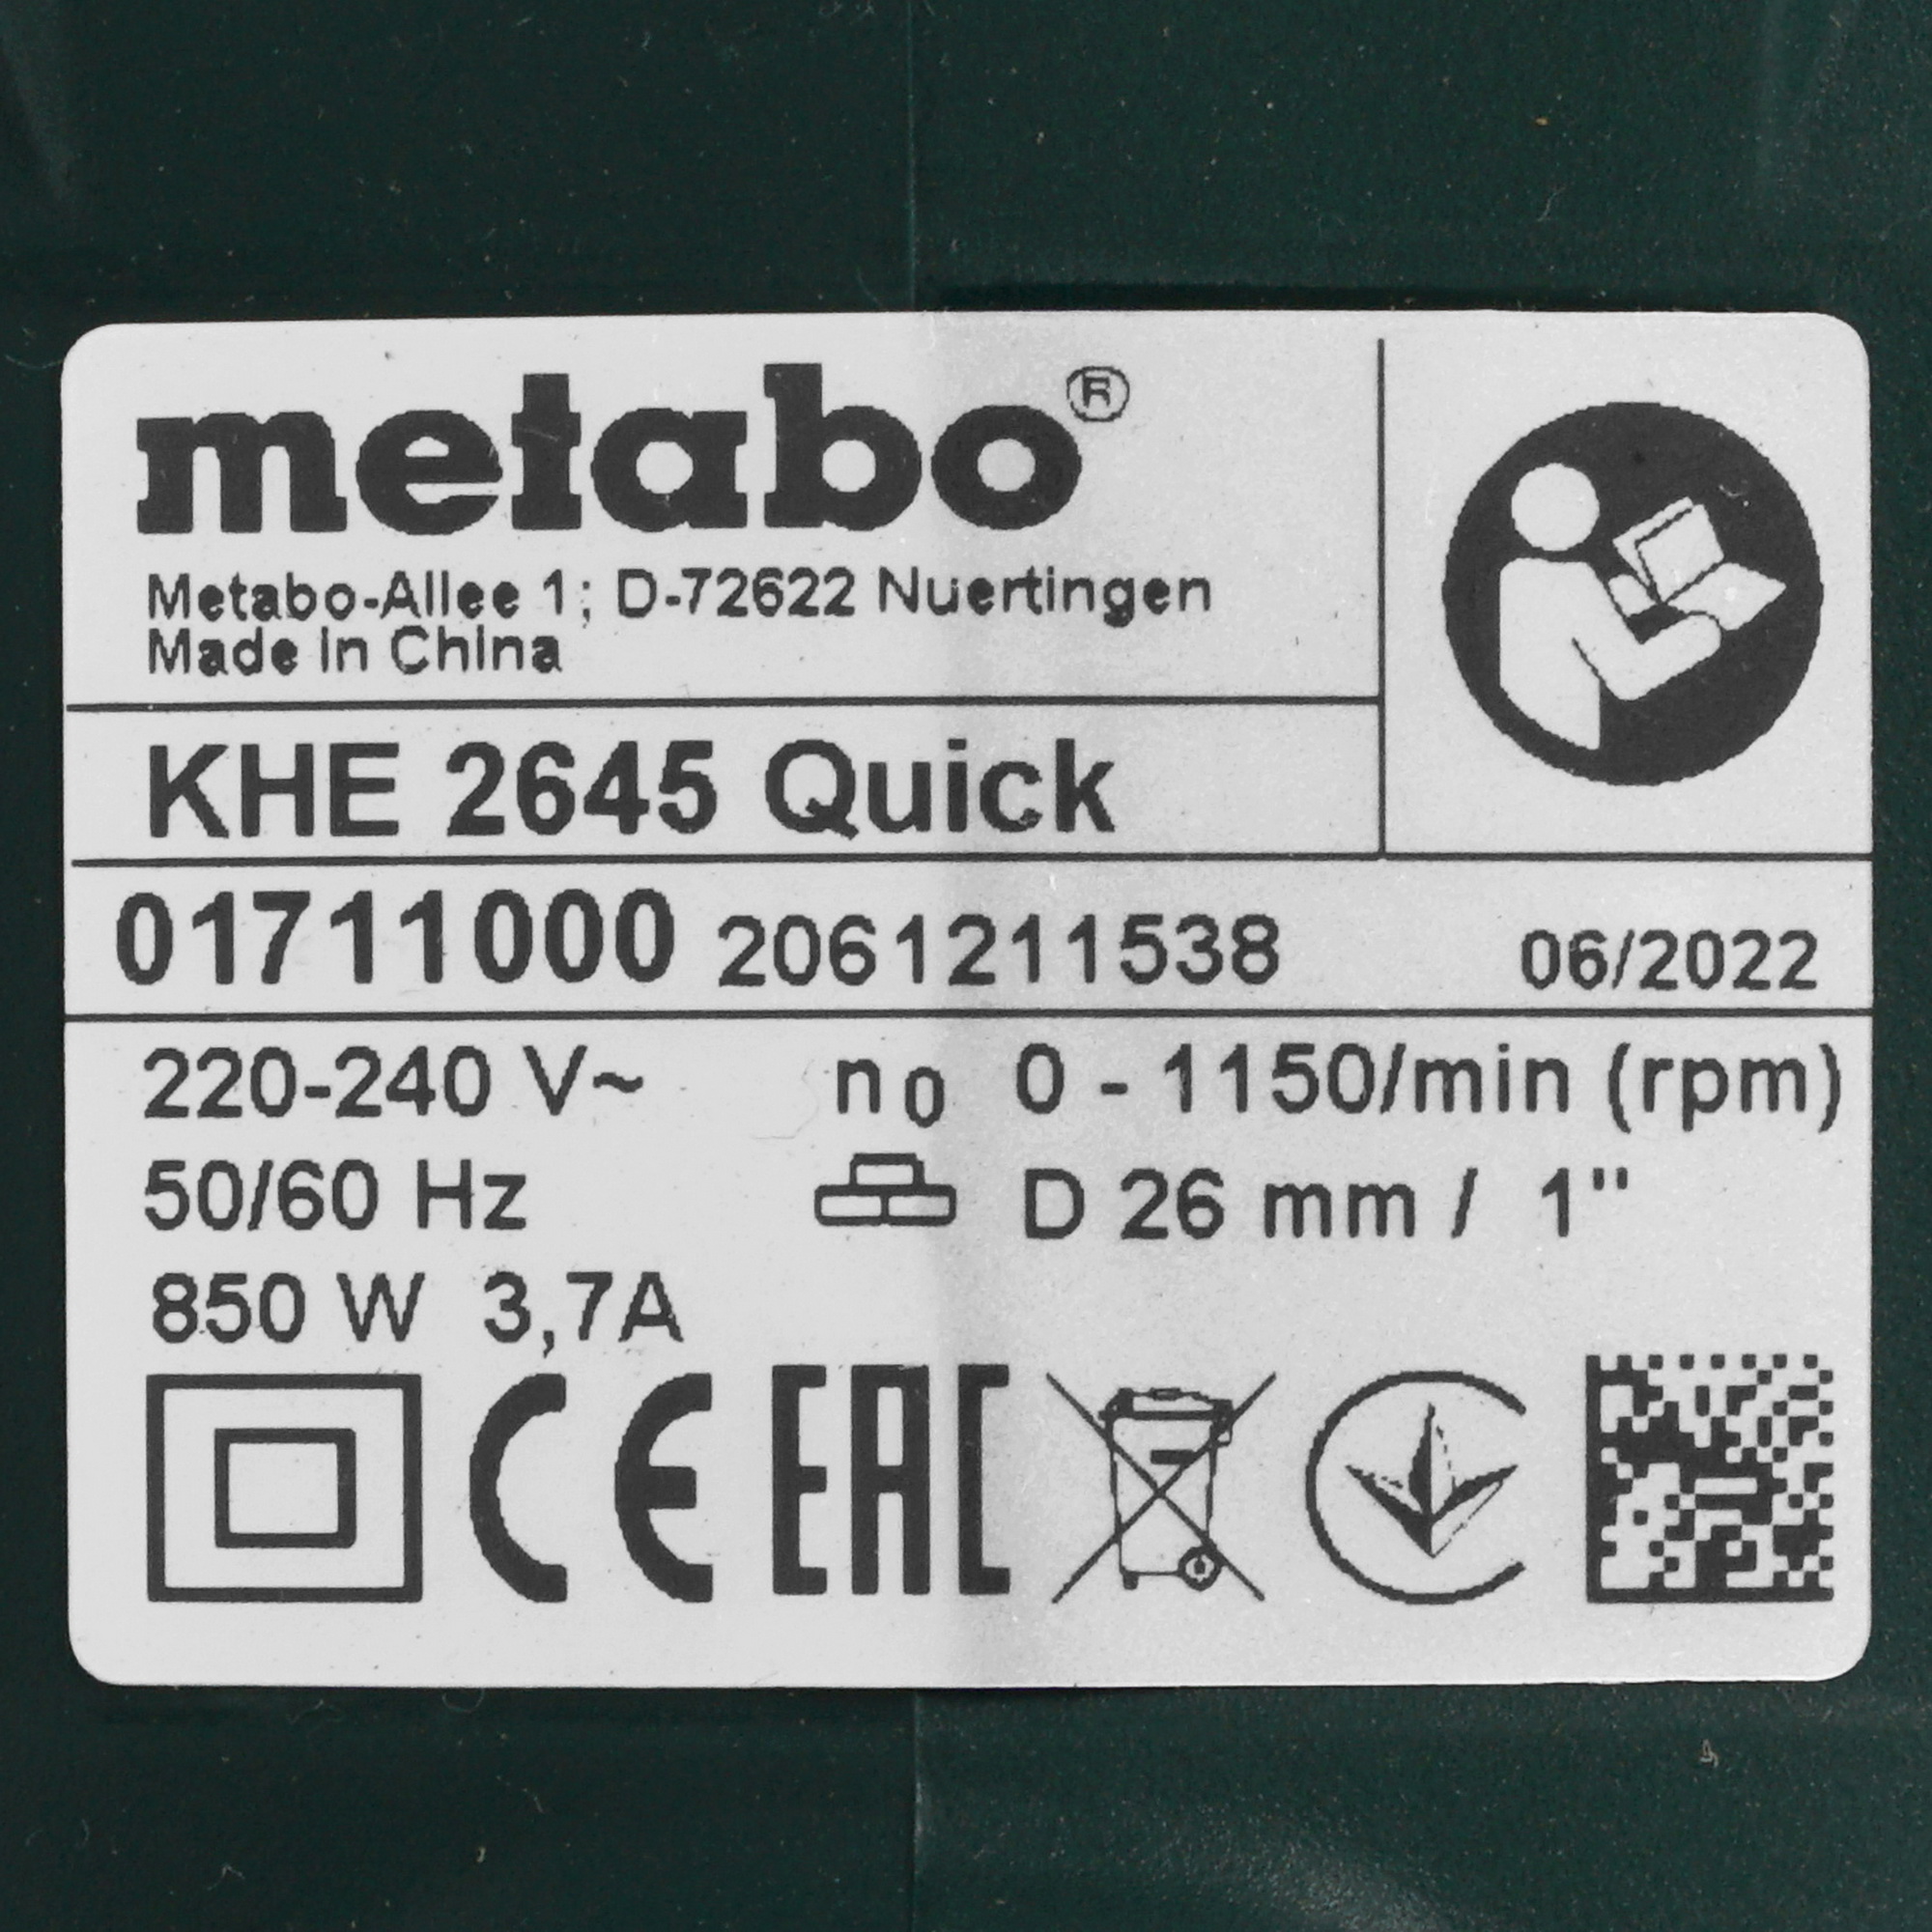 metabo®
Metabo-Allee 1; D-72622 Nuertingen
Made in China
KHE 2645 Quick
01711000 2061211538 06/2022
220-240 V~ n0 0 - 1150/min (rpm)
50/60 Hz D 26 mm / 1"
850 W 3,7A
CE EAC